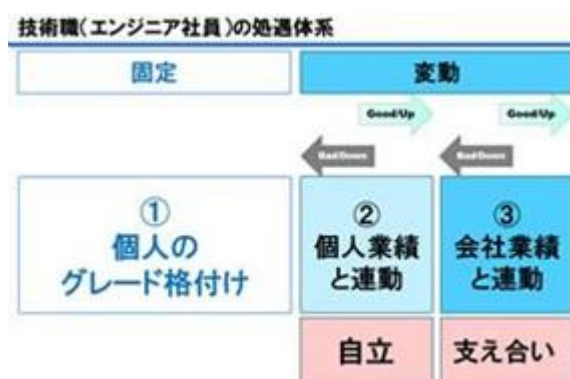 技術職(エンジニア社員)の処遇体系
固定
変動
Good/Up
Good/Up
Bad/Down
Bad/Down
①
個人の
グレード格付け
②
個人業績
と連動
③
会社業績
と連動
自立
支え合い